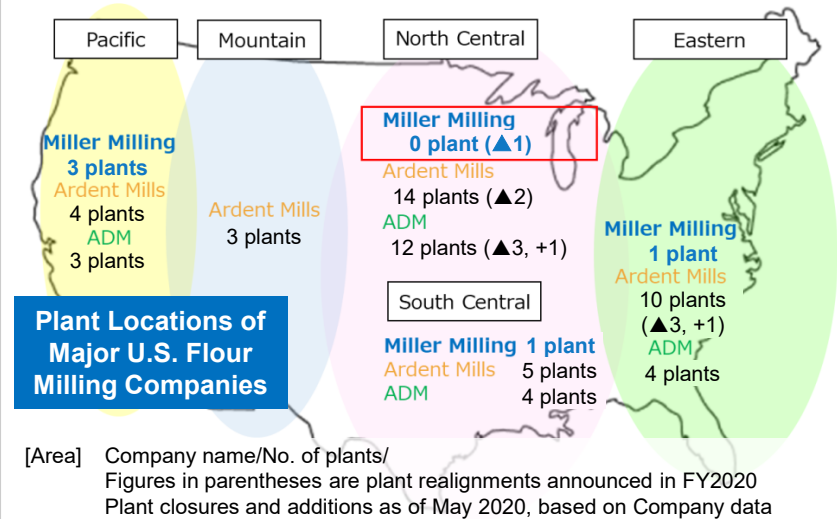 Pacific
Mountain
North Central
Eastern
Miller Milling
3 plants
Ardent Mills
4 plants
ADM
3 plants
Ardent Mills
3 plants
Miller Milling
0 plant (▲1)
Ardent Mills
14 plants (▲2)
ADM
12 plants (▲3, +1)
South Central
Miller Milling 1 plant
Ardent Mills 5 plants
ADM 4 plants
Miller Milling
1 plant
Ardent Mills
10 plants
(▲3, +1)
ADM
4 plants
Plant Locations of
Major U.S. Flour
Milling Companies
[Area] Company name/No. of plants/
Figures in parentheses are plant realignments announced in FY2020
Plant closures and additions as of May 2020, based on Company data